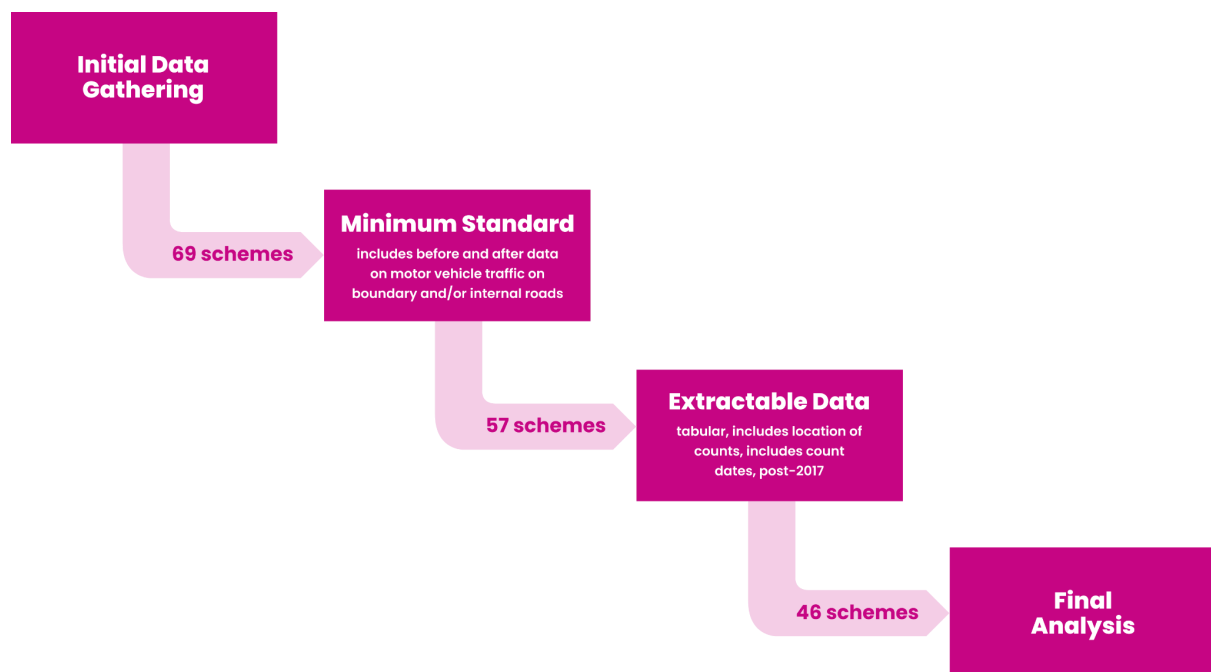 Initial Data
Gathering
69 schemes
Minimum Standard
includes before and after data
on motor vehicle traffic on
boundary and/or internal roads
57 schemes
Extractable Data
tabular, includes location of
counts, includes count
dates, post-2017
46 schemes
Final
Analysis